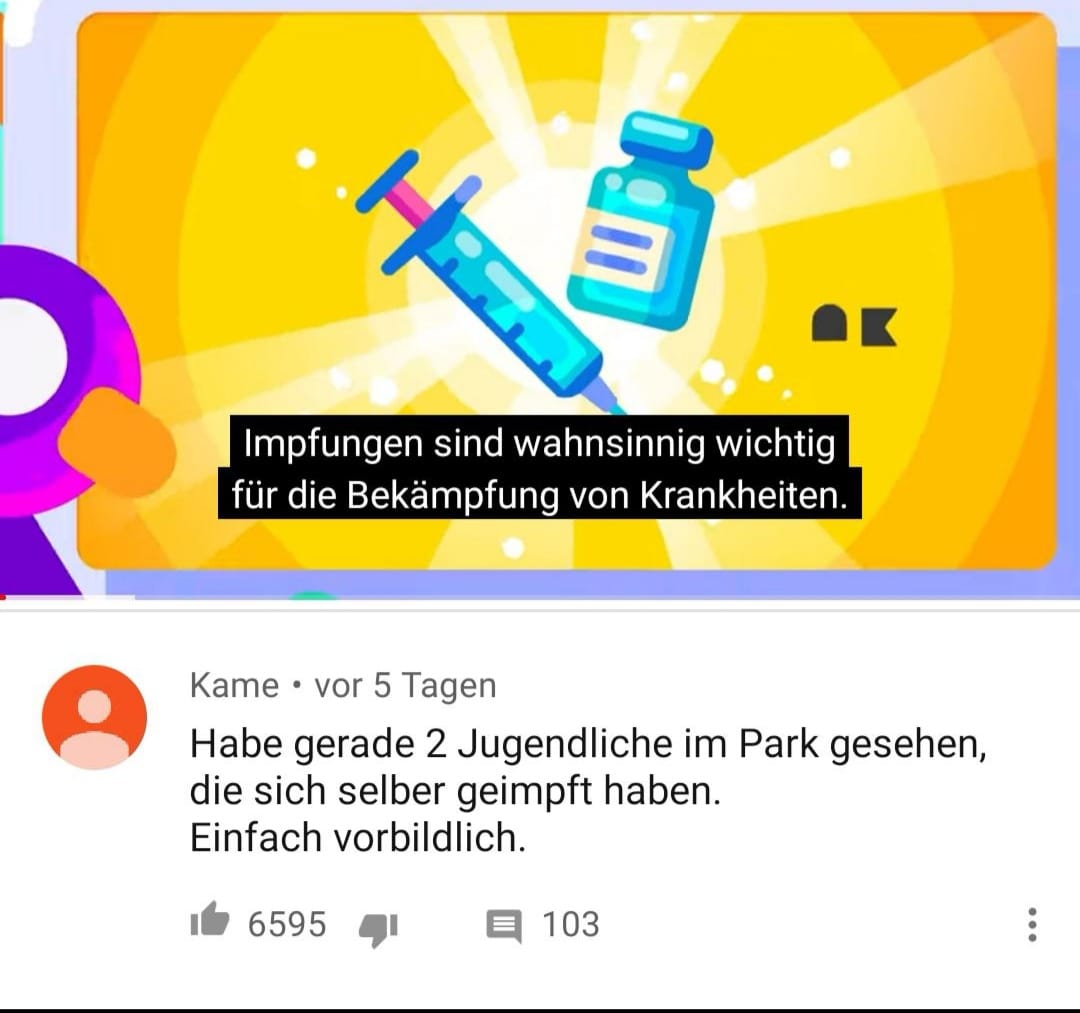 Impfungen sind wahnsinnig wichtig
für die Bekämpfung von Krankheiten.
Kame • vor 5 Tagen
Habe gerade 2 Jugendliche im Park gesehen,
die sich selber geimpft haben.
Einfach vorbildlich.
6595 103